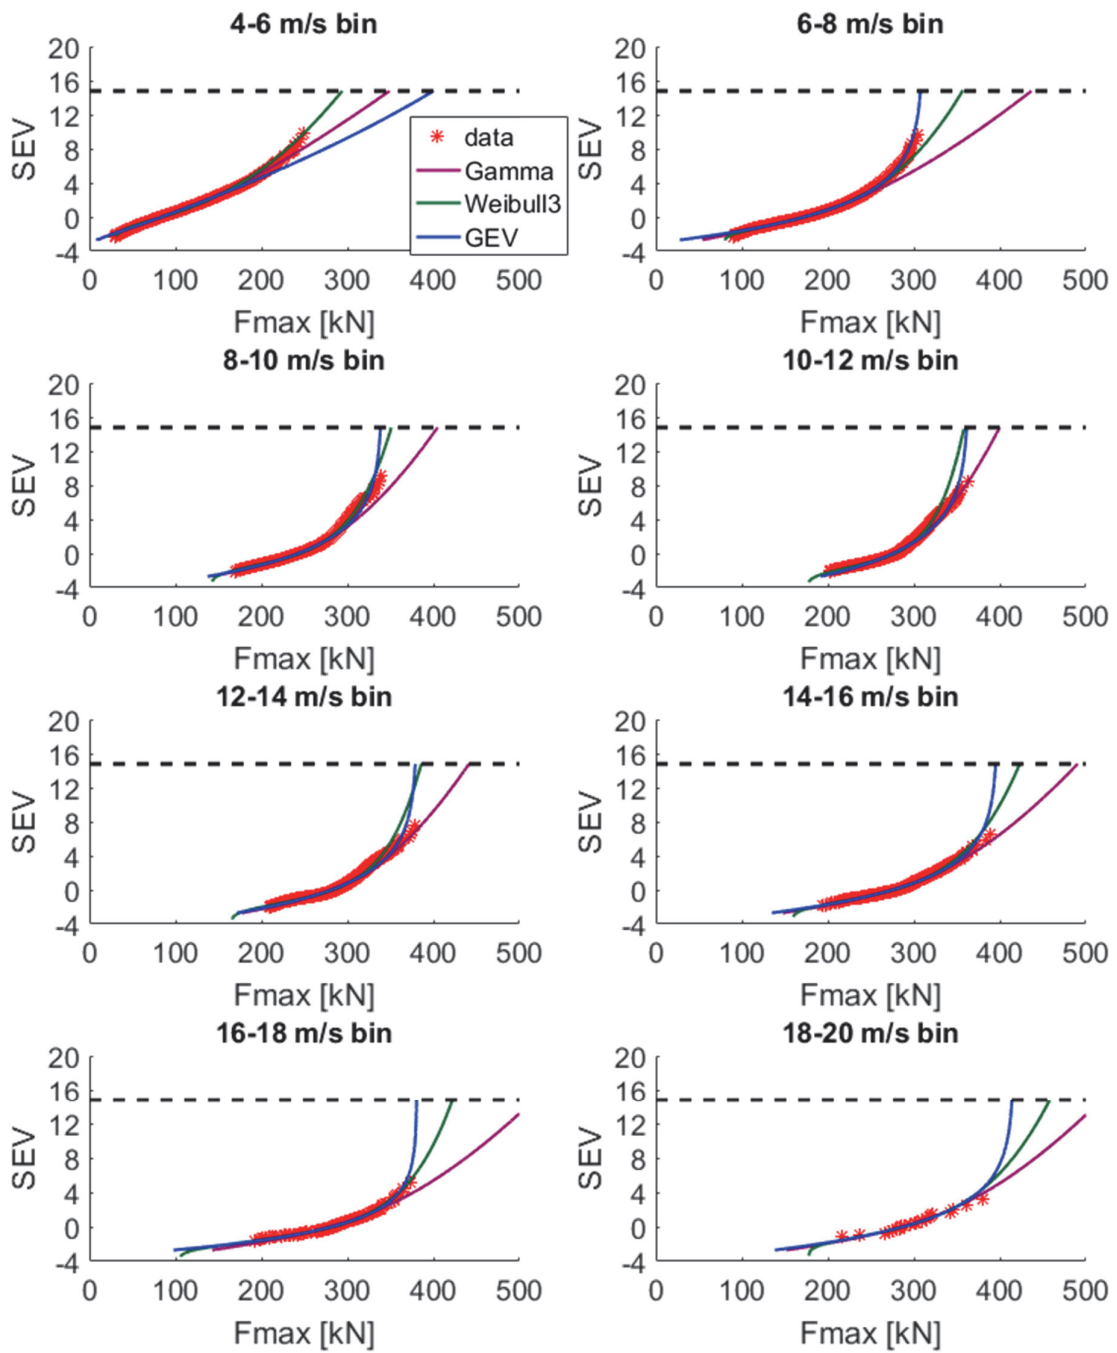 4-6 m/s bin
20
16
12
8
4
0
-4
SEV
0 100 200 300 400 500
Fmax [kN]
data
Gamma
Weibull3
GEV
6-8 m/s bin
20
16
12
8
4
0
-4
SEV
0 100 200 300 400 500
Fmax [kN]
8-10 m/s bin
20
16
12
8
4
0
-4
SEV
0 100 200 300 400 500
Fmax [kN]
10-12 m/s bin
20
16
12
8
4
0
-4
SEV
0 100 200 300 400 500
Fmax [kN]
12-14 m/s bin
20
16
12
8
4
0
-4
SEV
0 100 200 300 400 500
Fmax [kN]
14-16 m/s bin
20
16
12
8
4
0
-4
SEV
0 100 200 300 400 500
Fmax [kN]
16-18 m/s bin
20
16
12
8
4
0
-4
SEV
0 100 200 300 400 500
Fmax [kN]
18-20 m/s bin
20
16
12
8
4
0
-4
SEV
0 100 200 300 400 500
Fmax [kN]